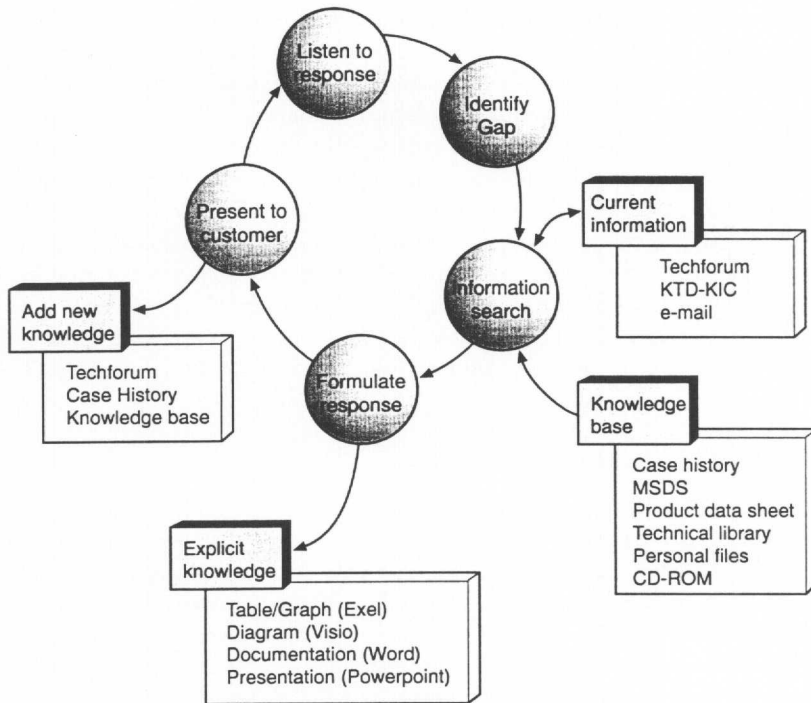 Listen to
response
Identify
Gap
Present to
customer
Current
information
Techforum
KTD-KIC
e-mail
Information
search
Add new
knowledge
Techforum
Case History
Knowledge base
Formulate
response
Knowledge
base
Case history
MSDS
Product data sheet
Technical library
Personal files
CD-ROM
Explicit
knowledge
Table/Graph (Exel)
Diagram (Visio)
Documentation (Word)
Presentation (Powerpoint)